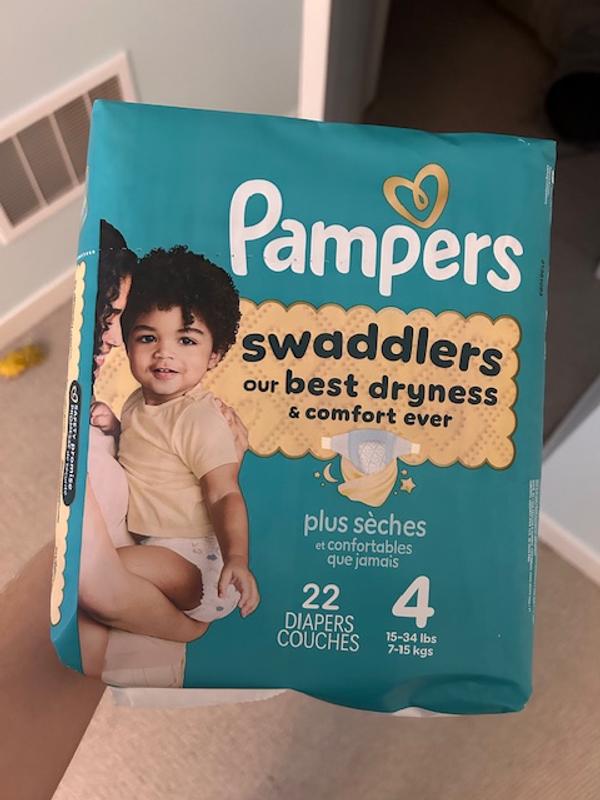 Pampers
swaddlers
our best dryness
& comfort ever
plus sèches
et confortables
que jamais
22
DIAPERS
COUCHES
4
15-34 lbs
7-15 kgs